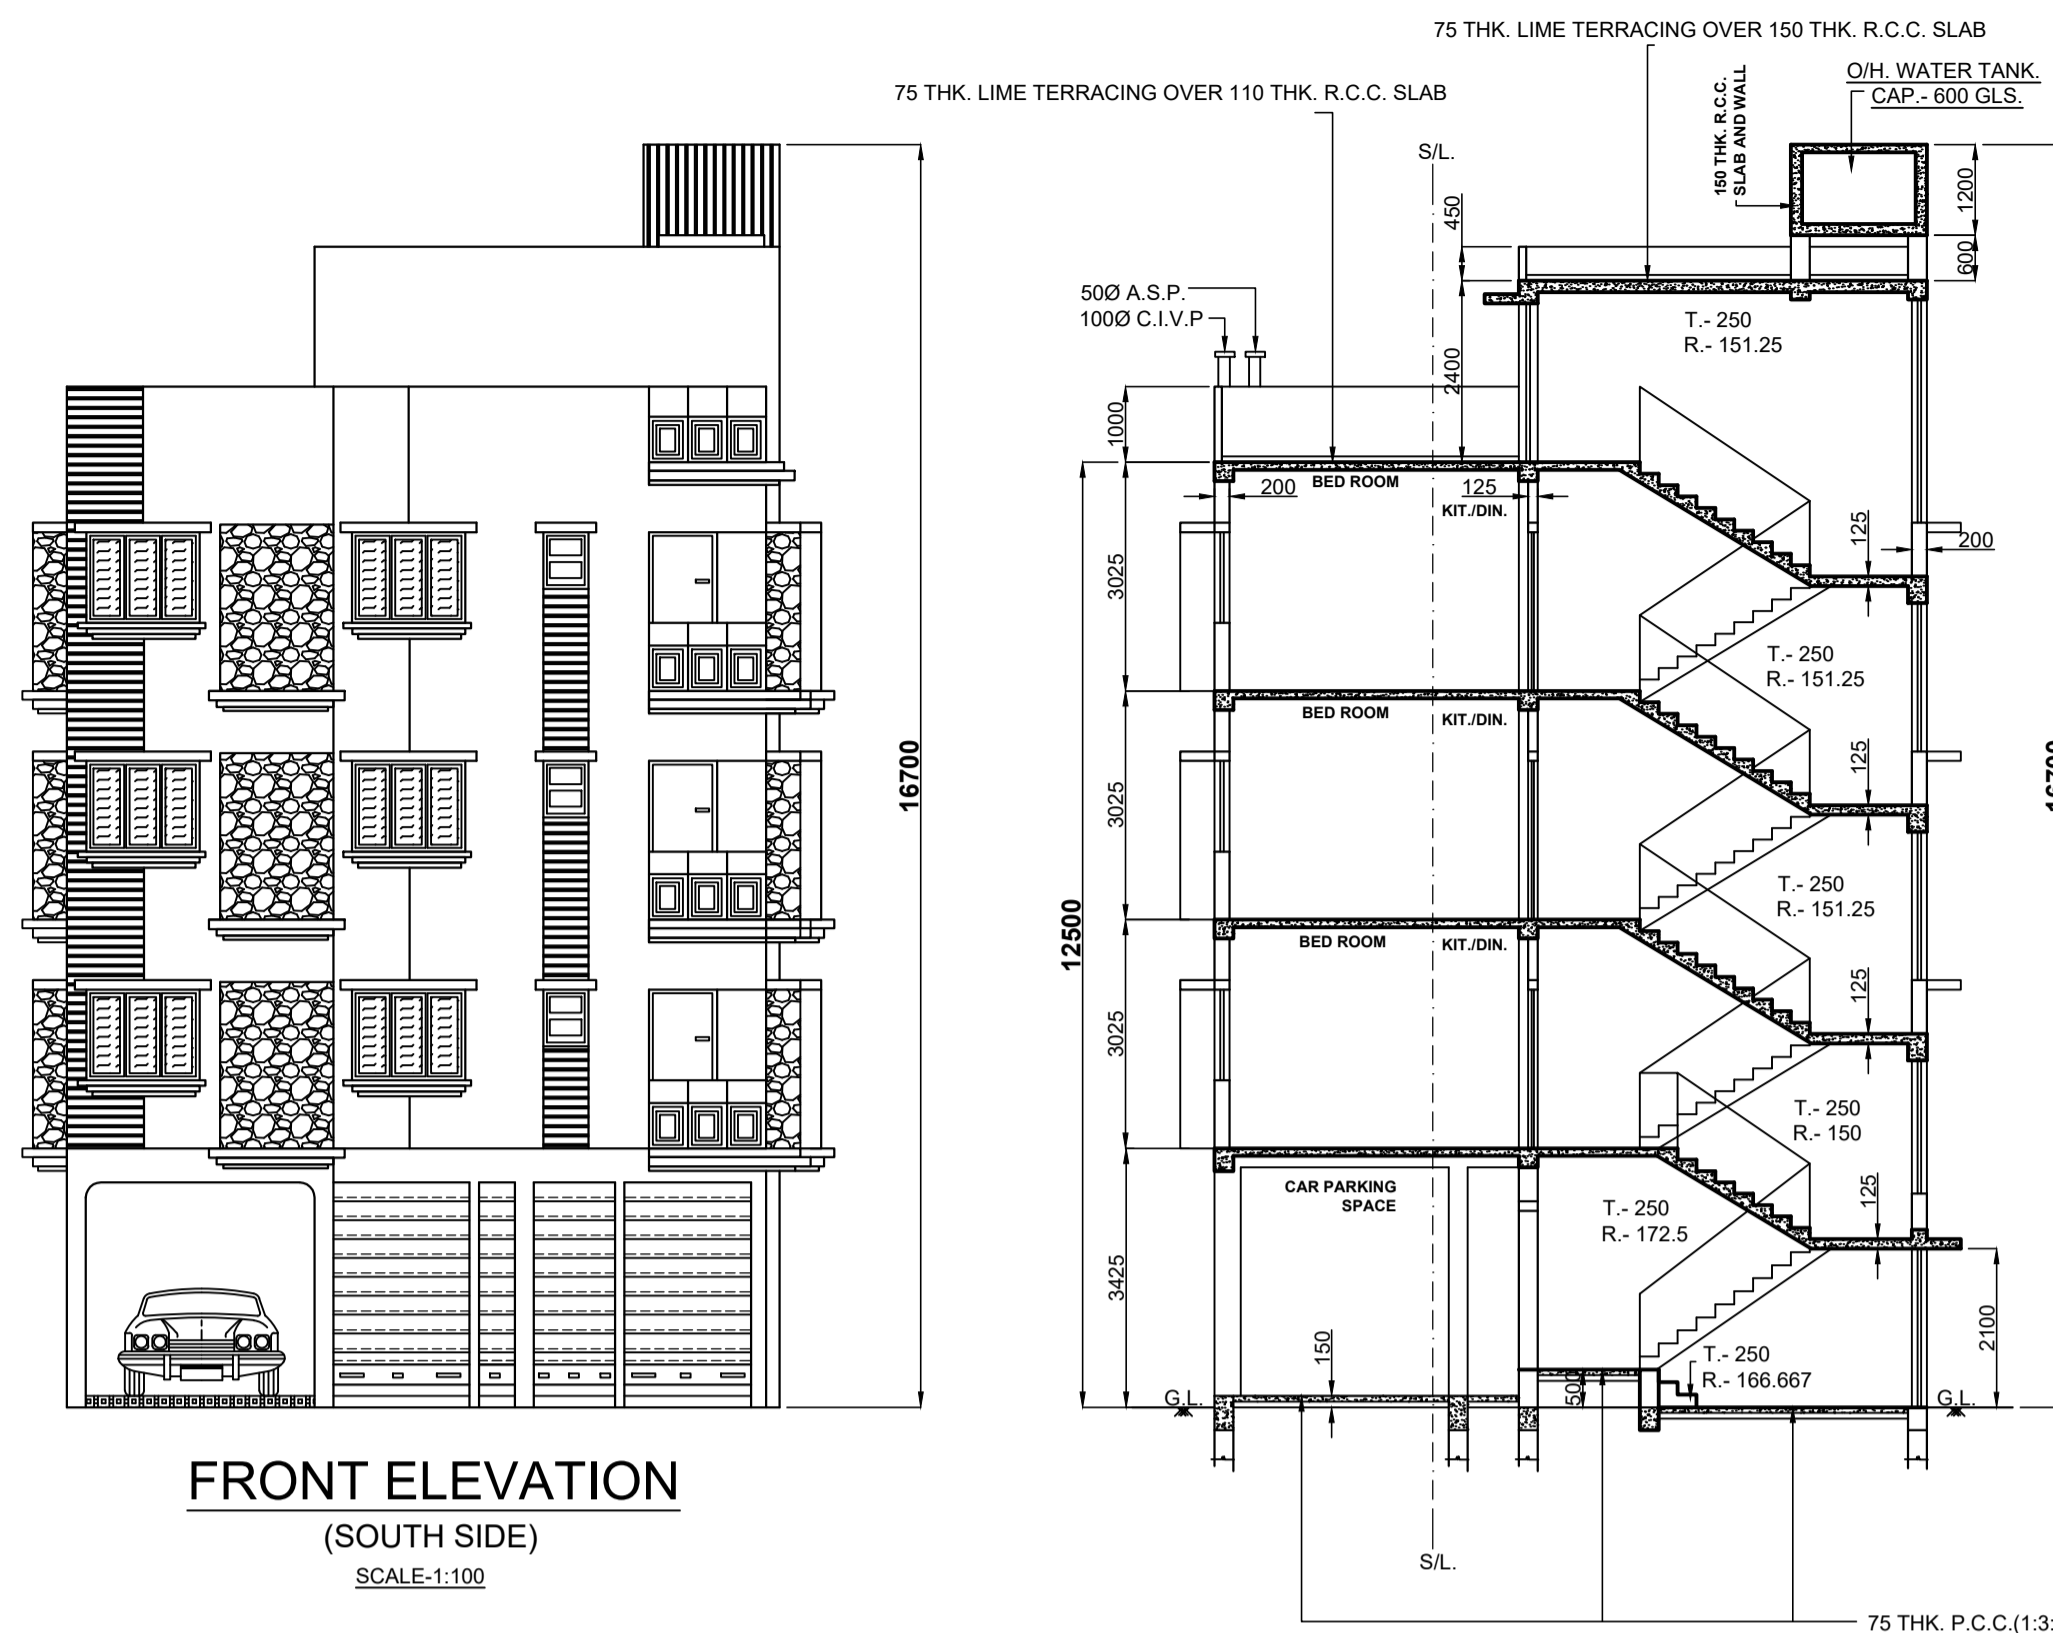 75 THK. LIME TERRACING OVER 150 THK. R.C.C. SLAB
O/H. WATER TANK.
CAP.- 600 GLS.
75 THK. LIME TERRACING OVER 110 THK. R.C.C. SLAB
150 THK. R.C.C.
SLAB AND WALL
S/L.
450
1200
600
50Ø A.S.P.
100Ø C.I.V.P
T.- 250
R.- 151.25
2400
1000
200
BED ROOM
125
KIT./DIN.
125
200
3025
T.- 250
R.- 151.25
BED ROOM
KIT./DIN.
16700
16700
125
3025
T.- 250
R.- 151.25
12500
BED ROOM
KIT./DIN.
125
3025
T.- 250
R.- 150
CAR PARKING
SPACE
T.- 250
R.- 172.5
125
3425
2100
150
T.- 250
R.- 166.667
500
G.L.
G.L.
FRONT ELEVATION
(SOUTH SIDE)
SCALE-1:100
S/L.
75 THK. P.C.C.(1:3: